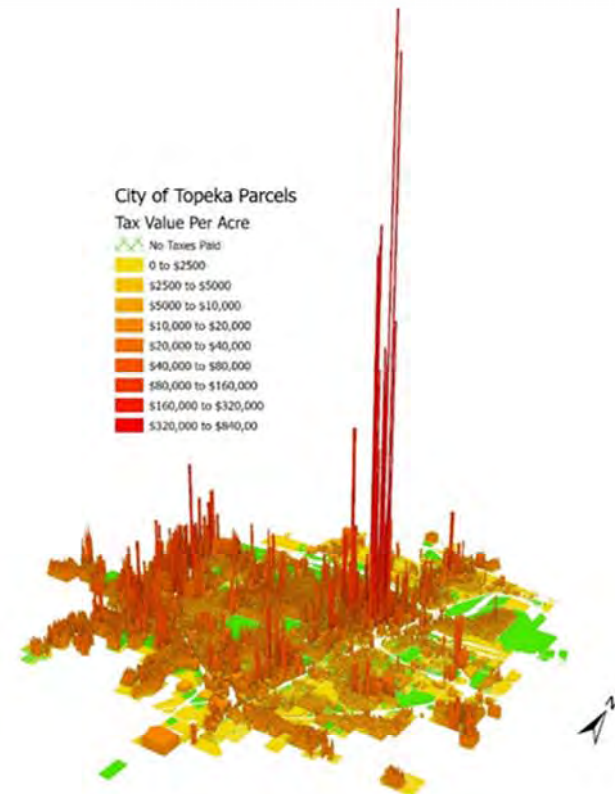 City of Topeka Parcels
Tax Value Per Acre
No Taxes Paid
0 to $2500
$2500 to $5000
$5000 to $10,000
$10,000 to $20,000
$20,000 to $40,000
$40,000 to $80,000
$80,000 to $160,000
$160,000 to $320,000
$320,000 to $840,00
N